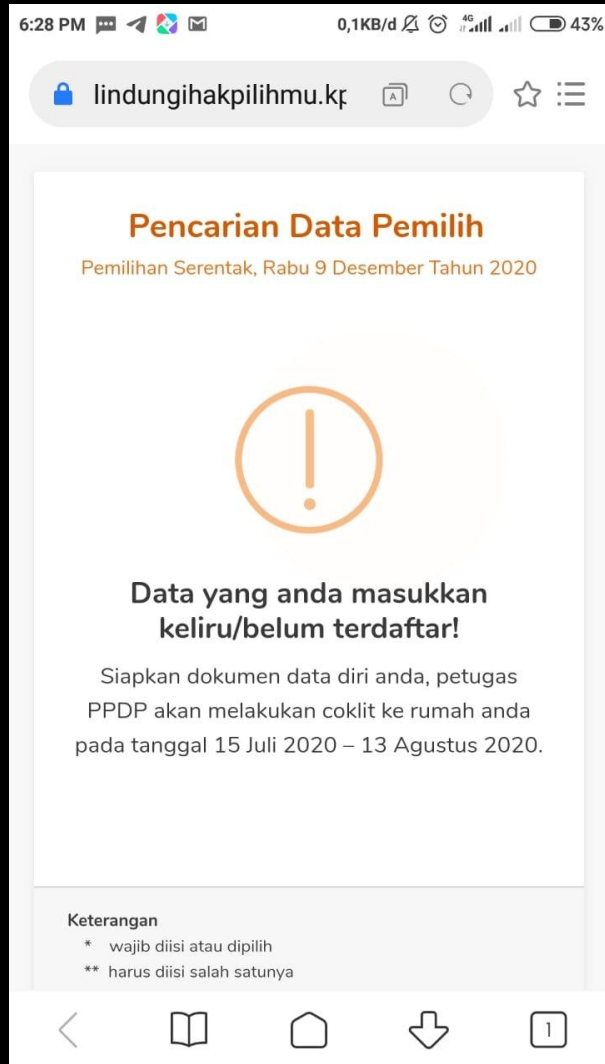 6:28 PM 0,1KB/d 4G 43%
lindungihakpilihmu.kp
Pencarian Data Pemilih
Pemilihan Serentak, Rabu 9 Desember Tahun 2020
Data yang anda masukkan
keliru/belum terdaftar!
Siapkan dokumen data diri anda, petugas
PPDP akan melakukan coklit ke rumah anda
pada tanggal 15 Juli 2020 – 13 Agustus 2020.
Keterangan
* wajib diisi atau dipilih
** harus diisi salah satunya
1